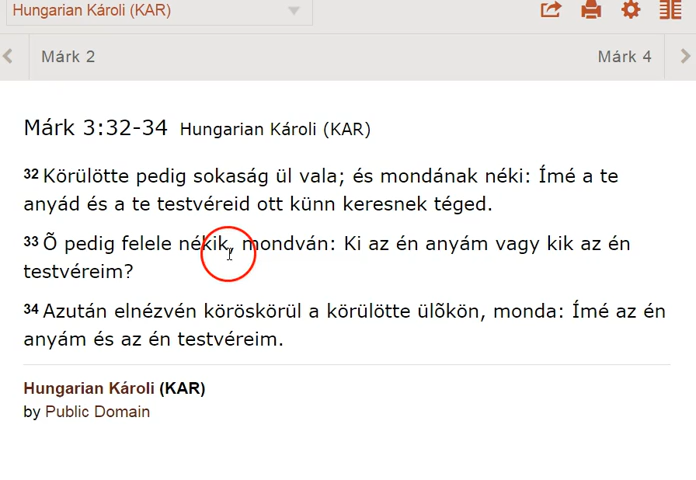 Hungarian Károli (KAR)
Márk 2
Márk 4
Márk 3:32-34 Hungarian Károli (KAR)
32 Körülötte pedig sokaság ül vala; és mondának néki: Ímé a te
anyád és a te testvéreid ott künn keresnek téged.
33 Õ pedig felele nékik, mondván: Ki az én anyám vagy kik az én
testvéreim?
34 Azután elnézvén köröskörül a körülötte ülõkön, monda: Ímé az én
anyám és az én testvéreim.
Hungarian Károli (KAR)
by Public Domain